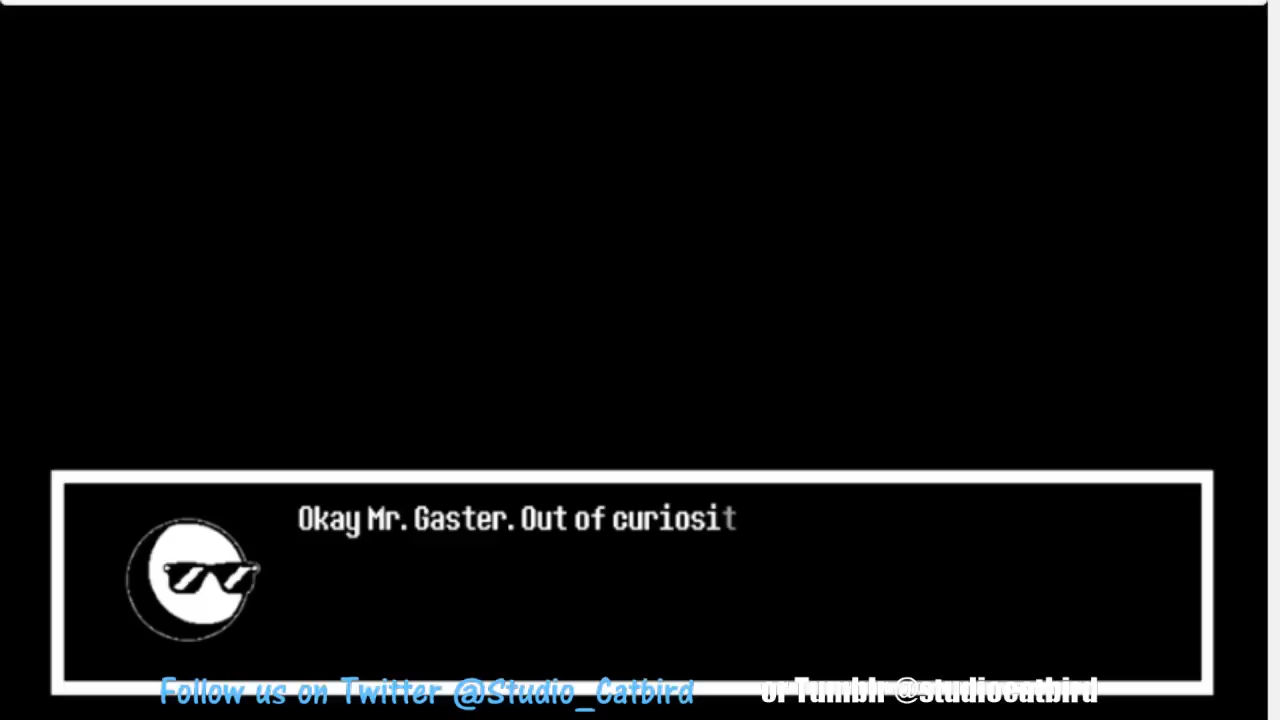 Okay Mr. Gaster. Out of curiosit
Follow us on Twitter @Studio_Catbird or Tumblr @studiocatbird